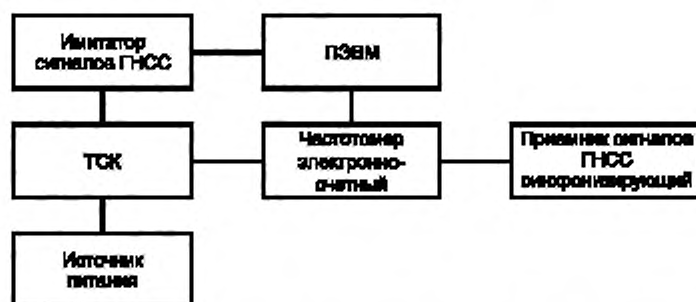 Имитатор
сигналов ГНСС
ПЭВМ
ТСК
Частотомер
электронно-
счетный
Приемник сигналов
ГНСС
синхронизирующий
Источник
питания